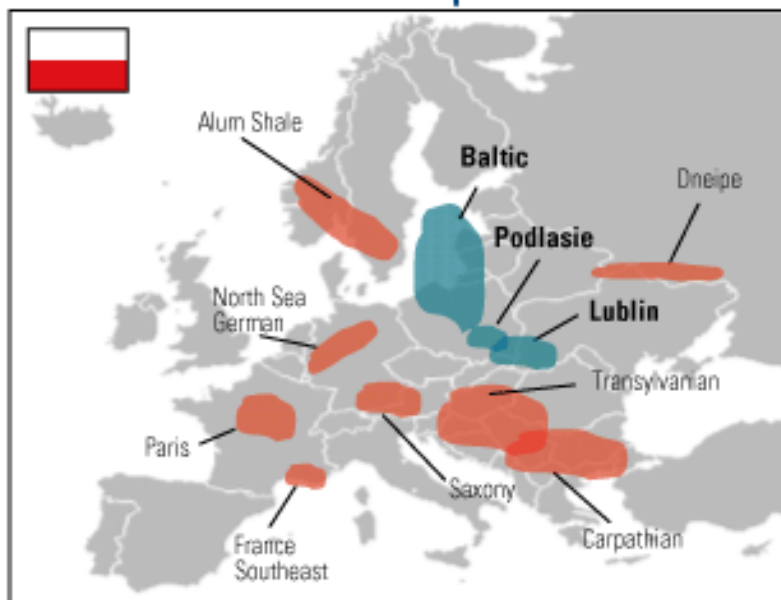 Alum Shale
Baltic
Dneipe
Podlasie
North Sea
German
Lublin
Transylvanian
Paris
Saxony
France
Southeast
Carpathian